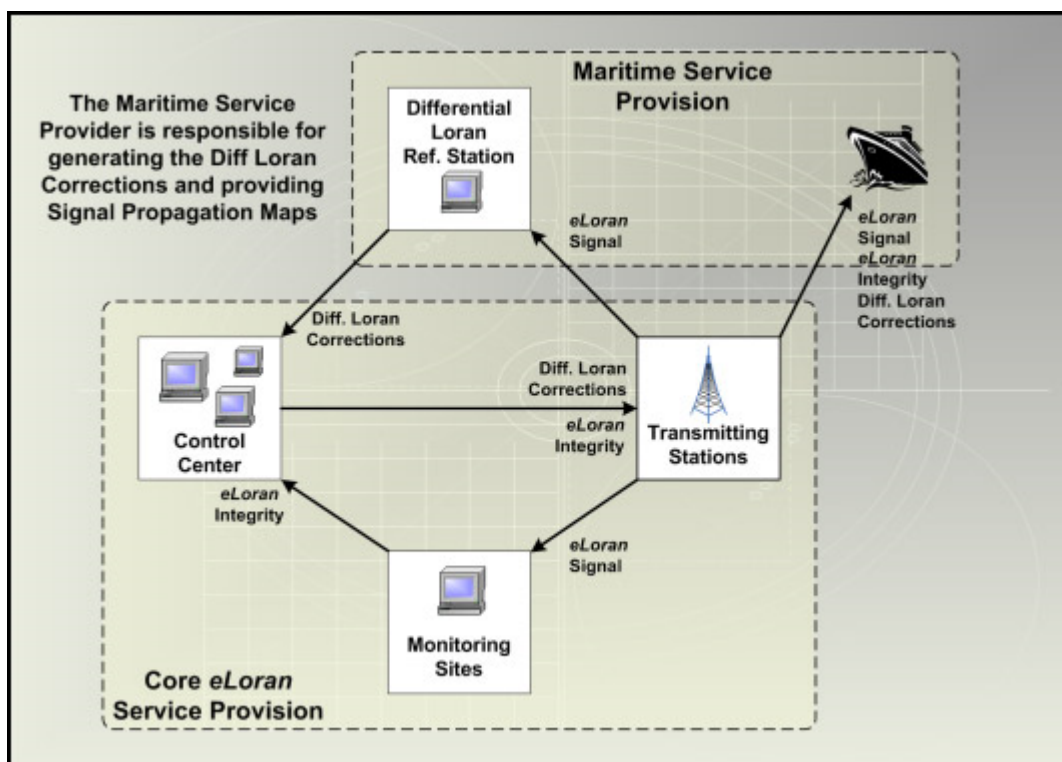 The Maritime Service
Provider is responsible for
generating the Diff Loran
Corrections and providing
Signal Propagation Maps
Maritime Service
Provision
Differential
Loran
Ref. Station
eLoran
Signal
eLoran
Signal
eLoran
Integrity
Diff. Loran
Corrections
Diff. Loran
Corrections
Control
Center
Diff. Loran
Corrections
eLoran
Integrity
Transmitting
Stations
eLoran
Integrity
eLoran
Signal
Monitoring
Sites
Core eLoran
Service Provision